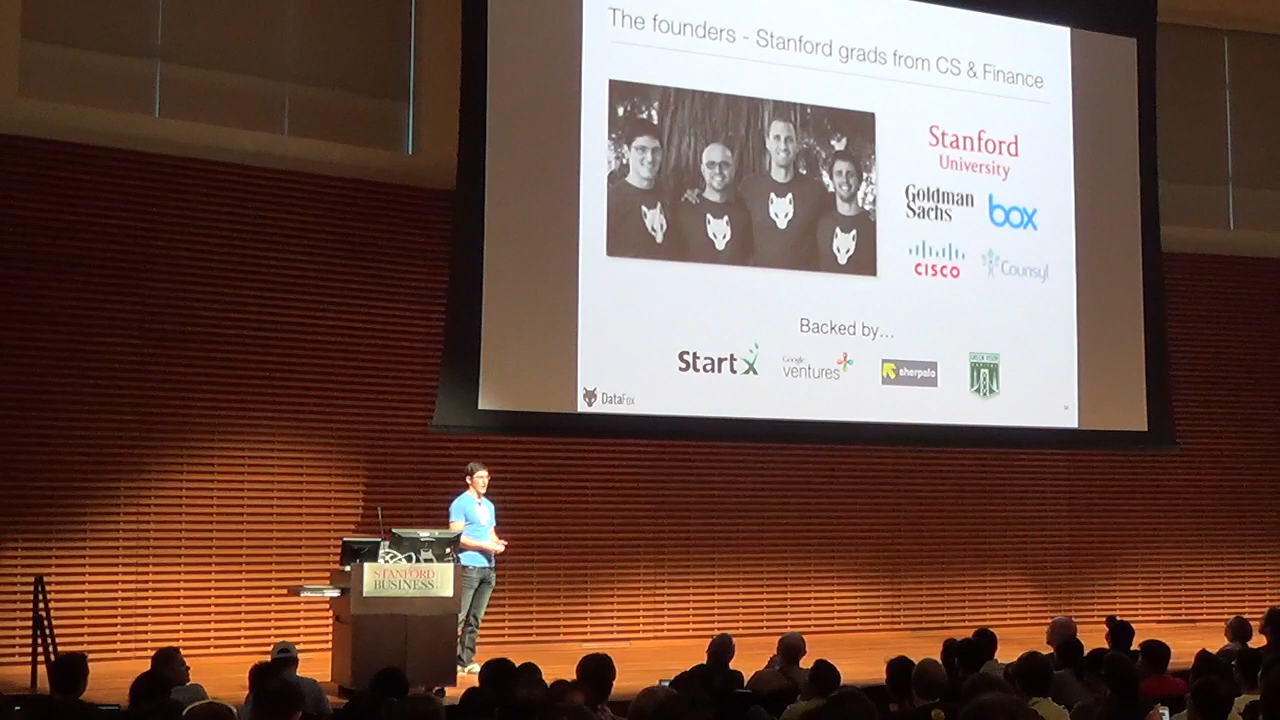 The founders - Stanford grads from CS & Finance
Stanford
University
Goldman
Sachs
box
CISCO
Counsyl
Backed by...
StartX
Google
ventures
sherpalo
DataFox
STANFORD
BUSINESS